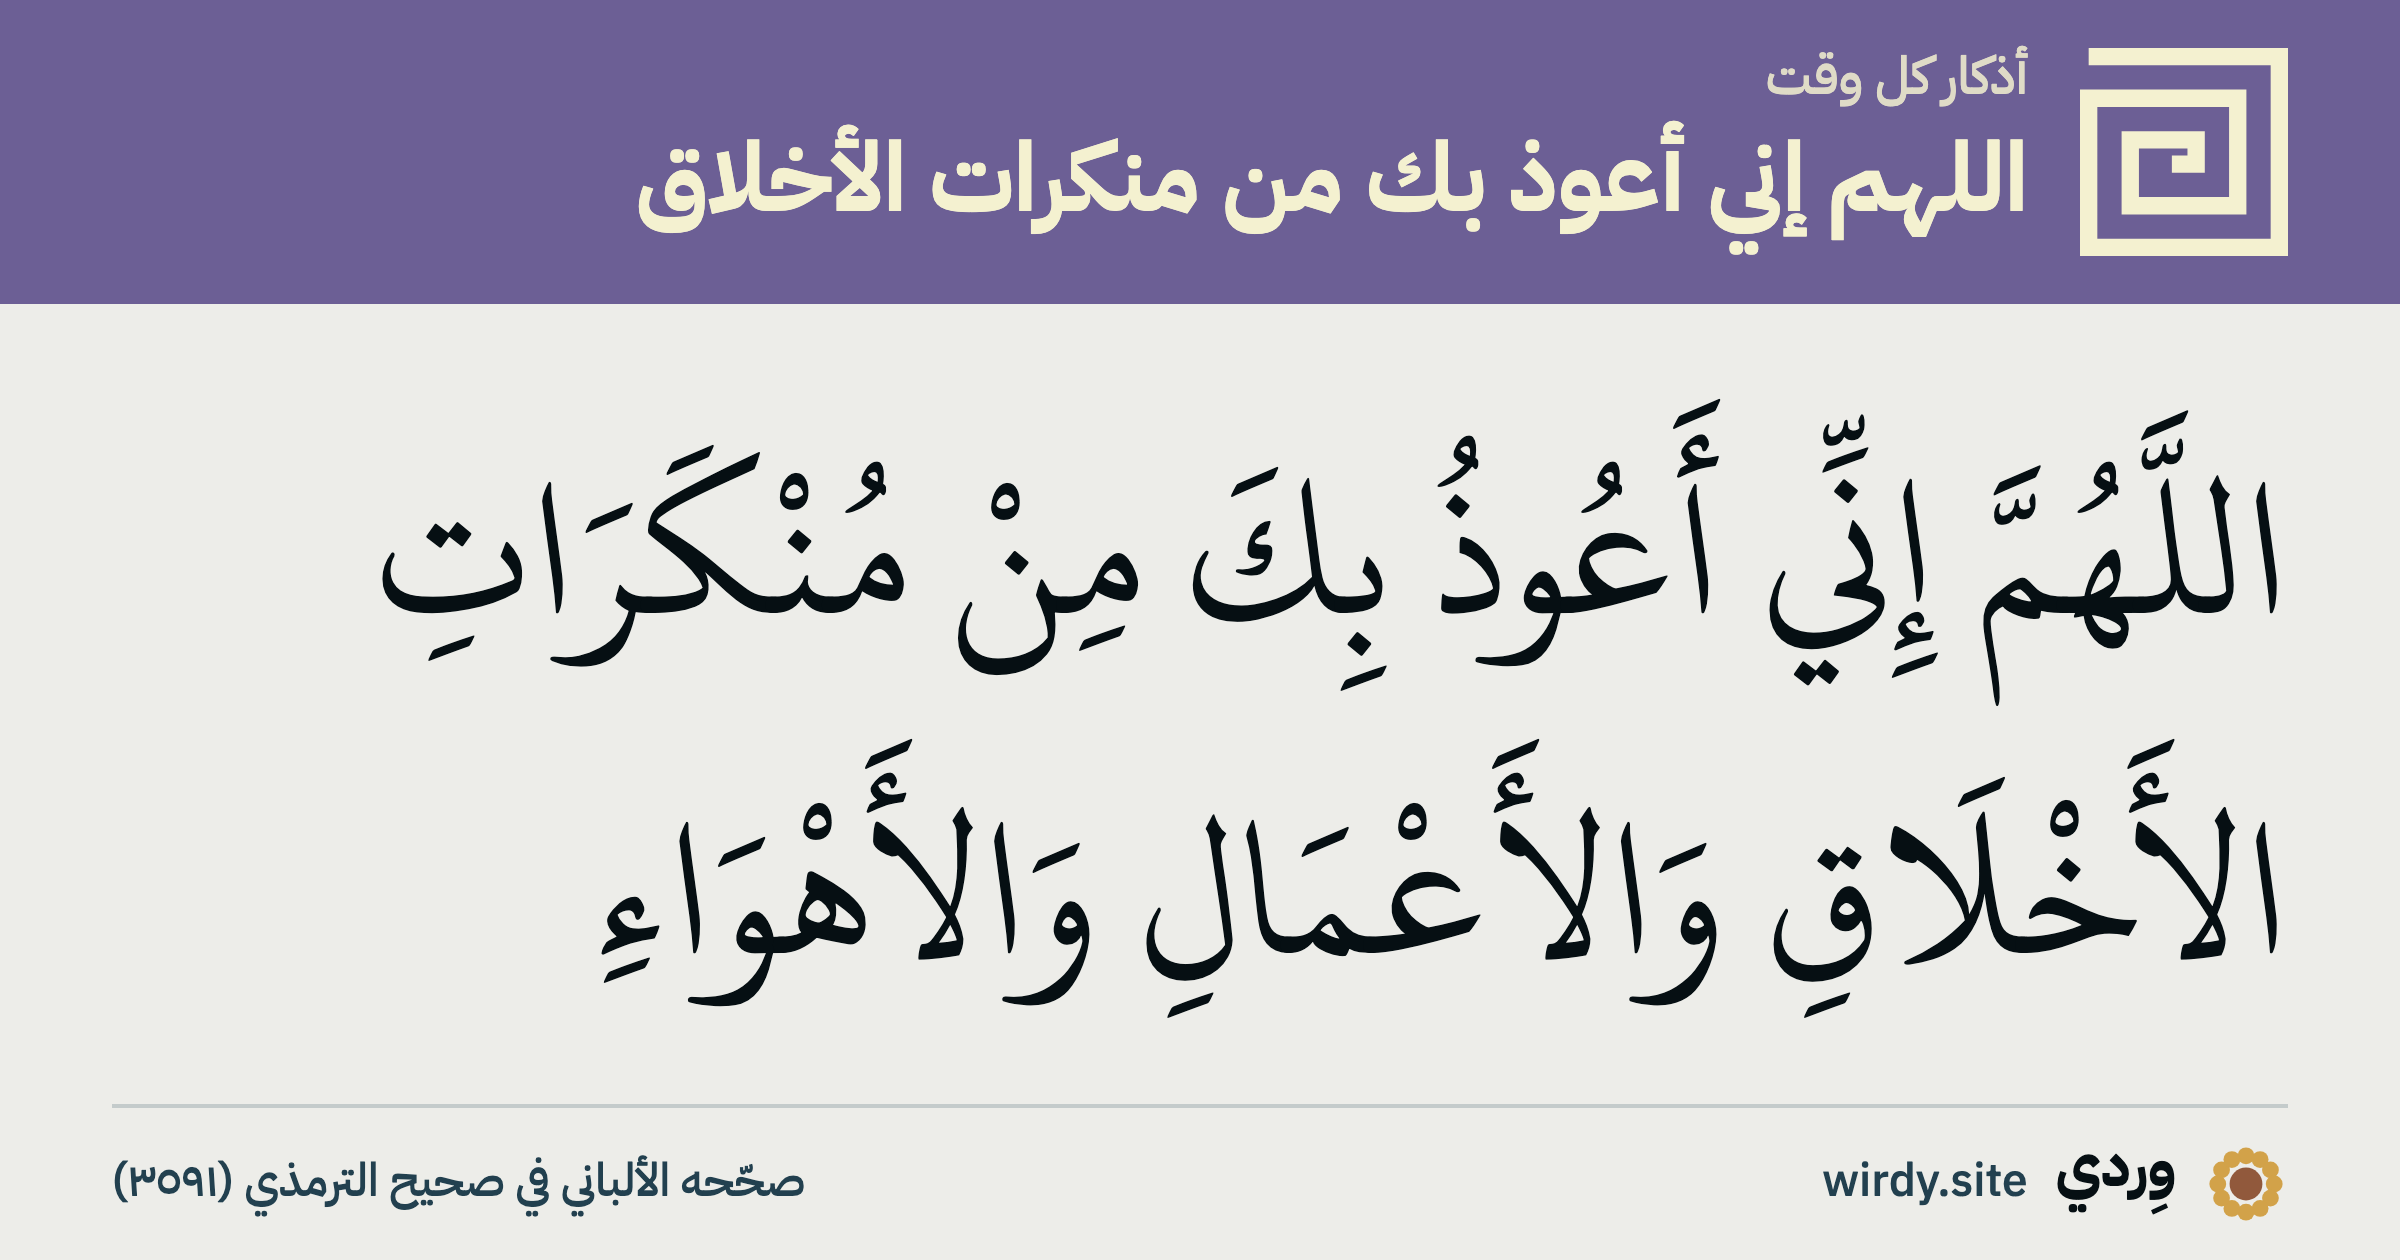 أذكار كل وقت
اللهم إني أعوذ بك من منكرات الأخلاق
اللَّهُمَّ إِنِّي أَعُوذُ بِكَ مِنْ مُنْكَرَاتِ
الأَخْلَاقِ وَالأَعْمَالِ وَالأَهْوَاءِ
وِردي wirdy.site
صحّحه الألباني في صحيح الترمذي (٣٥٩١)